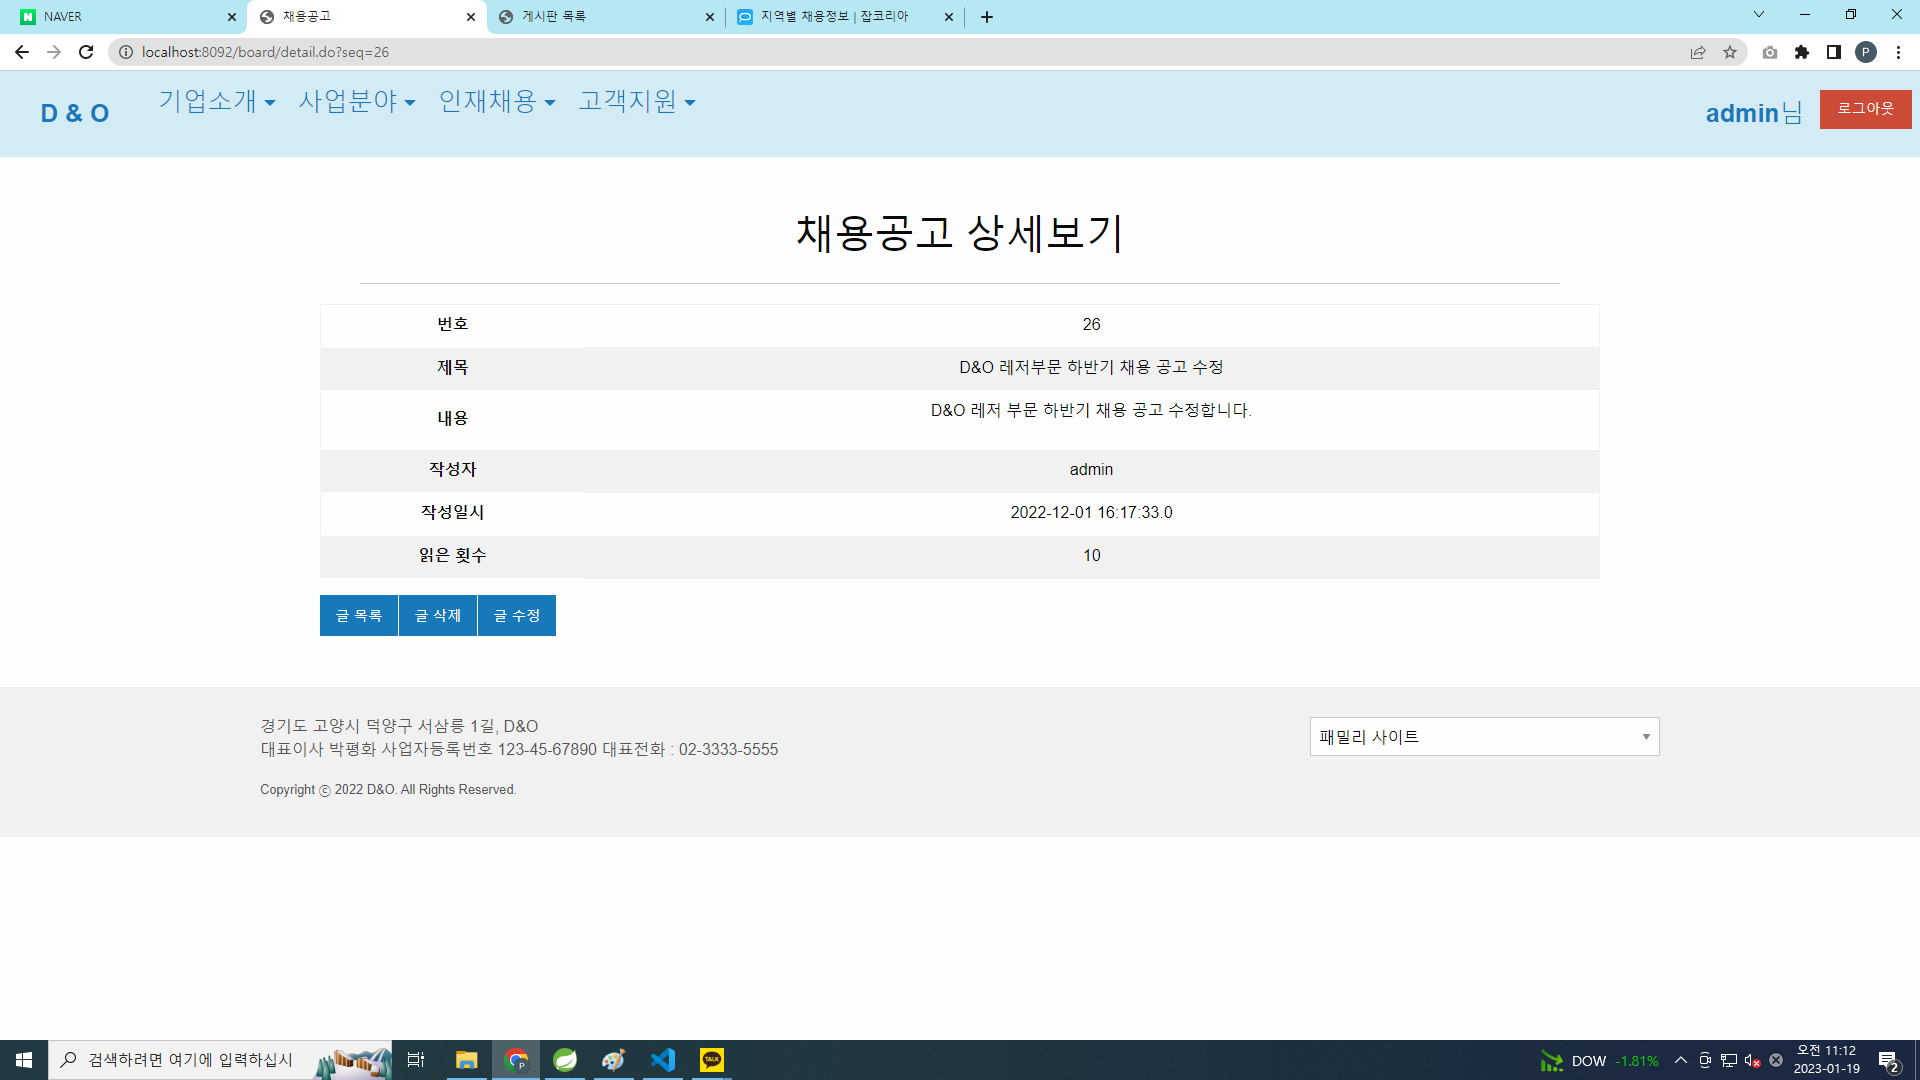 NAVER
채용공고
게시판 목록
지역별 채용정보 | 잡코리아
localhost:8092/board/detail.do?seq=26
P
D & O
기업소개
사업분야
인재채용
고객지원
admin님
로그아웃
채용공고 상세보기
번호 26
제목 D&O 레저부문 하반기 채용 공고 수정
내용 D&O 레저 부문 하반기 채용 공고 수정합니다.
작성자 admin
작성일시 2022-12-01 16:17:33.0
읽은 횟수 10
글 목록
글 삭제
글 수정
경기도 고양시 덕양구 서삼릉 1길, D&O
대표이사 박평화 사업자등록번호 123-45-67890 대표전화 : 02-3333-5555
패밀리 사이트
Copyright ⓒ 2022 D&O. All Rights Reserved.
검색하려면 여기에 입력하십시
P
TALK
DOW -1.81%
오전 11:12
2023-01-19
2